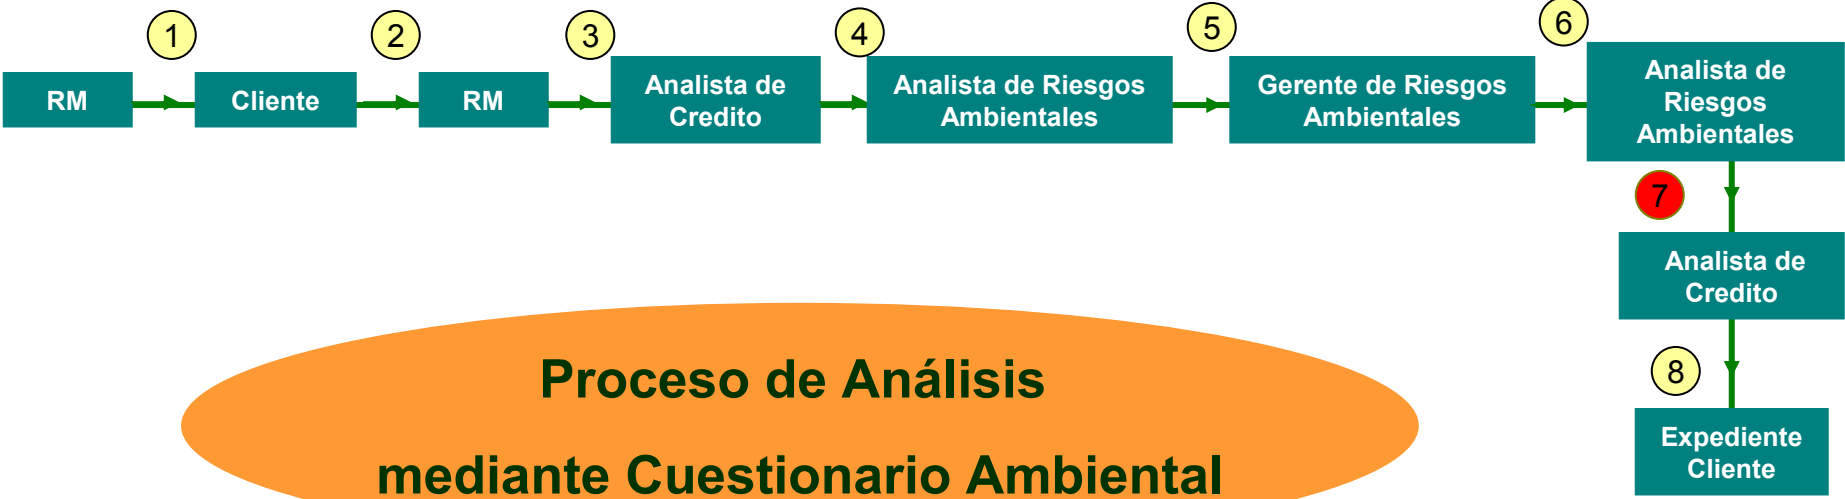 1
2
3
4
5
6
RM
Cliente
RM
Analista de
Credito
Analista de Riesgos
Ambientales
Gerente de Riesgos
Ambientales
Analista de
Riesgos
Ambientales
7
Analista de
Credito
8
Expediente
Cliente
Proceso de Análisis
mediante Cuestionario Ambiental